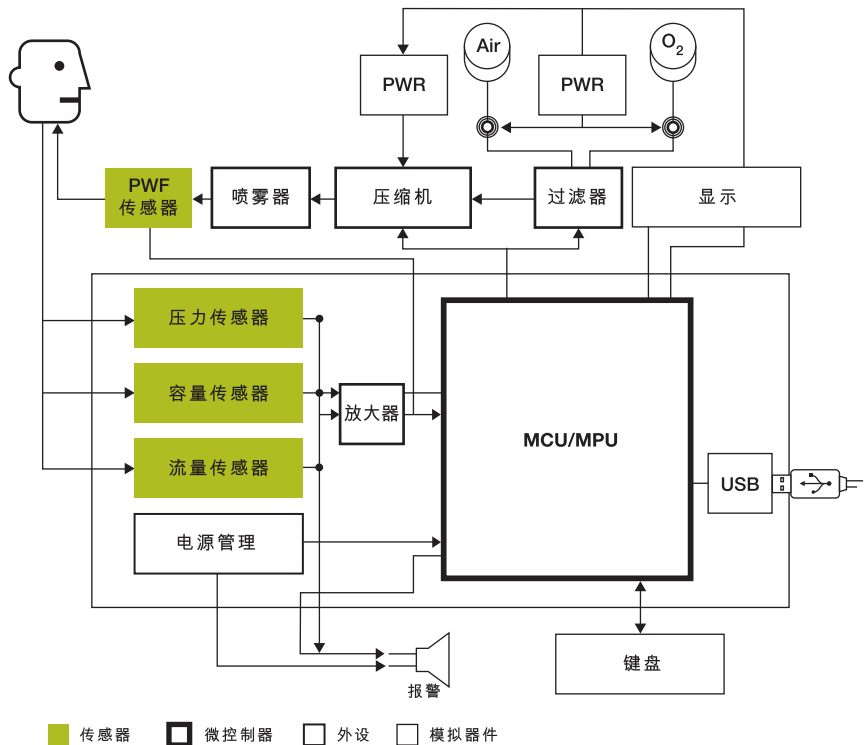 Air
O2
PWR
PWR
PWF
传感器
喷雾器
压缩机
过滤器
显示
压力传感器
容量传感器
放大器
流量传感器
MCU/MPU
USB
电源管理
键盘
报警
传感器
微控制器
外设
模拟器件